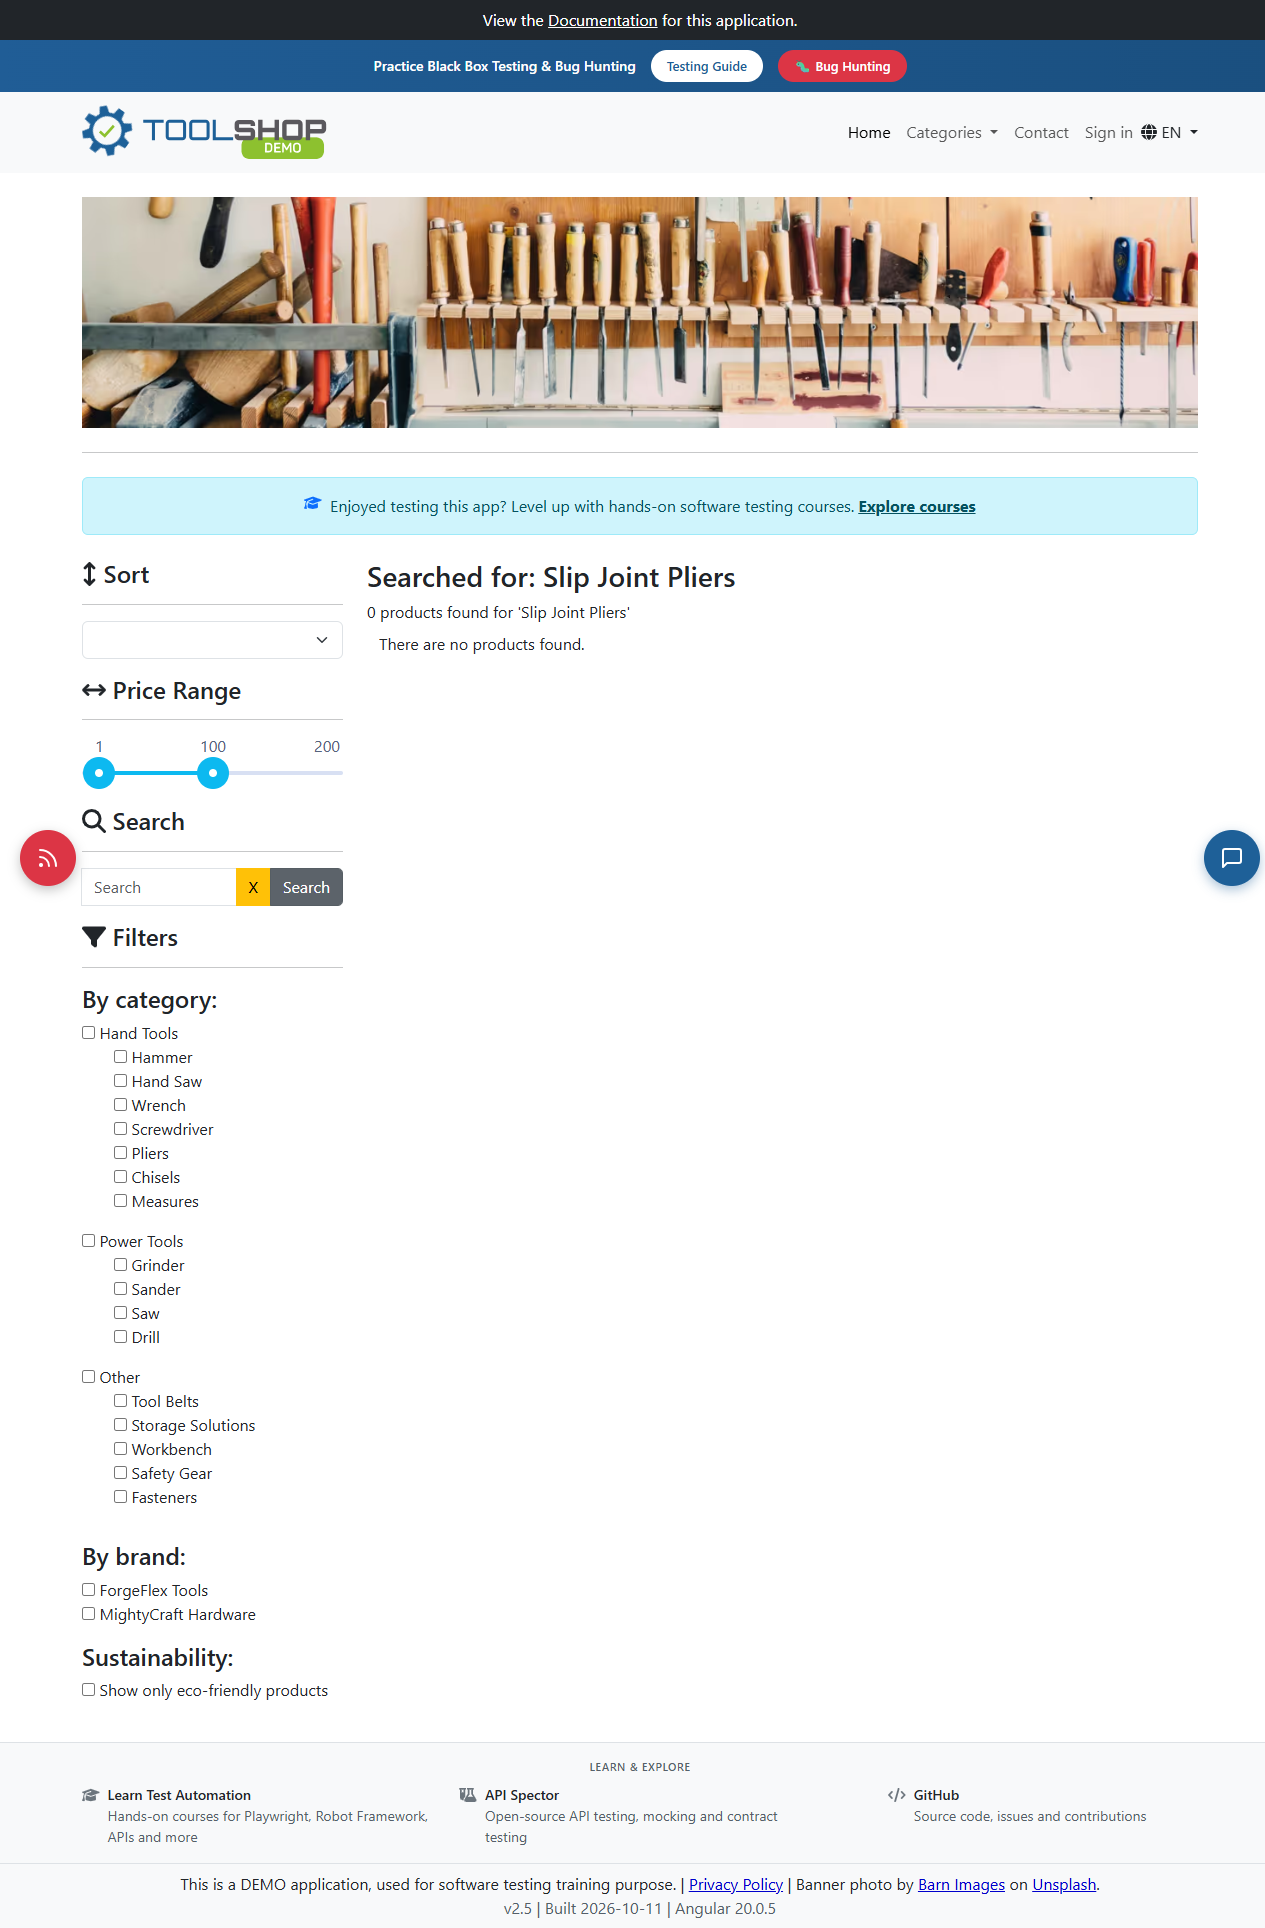 View the Documentation for this application.
Practice Black Box Testing & Bug Hunting
Testing Guide
Bug Hunting
TOOLSHOP
DEMO
Home
Categories
Contact
Sign in
EN
Enjoyed testing this app? Level up with hands-on software testing courses. Explore courses
Sort
Price Range
1
100
200
Search
Search
X
Search
Filters
By category:
Hand Tools
Hammer
Hand Saw
Wrench
Screwdriver
Pliers
Chisels
Measures
Power Tools
Grinder
Sander
Saw
Drill
Other
Tool Belts
Storage Solutions
Workbench
Safety Gear
Fasteners
By brand:
ForgeFlex Tools
MightyCraft Hardware
Sustainability:
Show only eco-friendly products
Searched for: Slip Joint Pliers
0 products found for 'Slip Joint Pliers'
There are no products found.
LEARN & EXPLORE
Learn Test Automation
Hands-on courses for Playwright, Robot Framework,
APIs and more
API Spector
Open-source API testing, mocking and contract
testing
GitHub
Source code, issues and contributions
This is a DEMO application, used for software testing training purpose. | Privacy Policy | Banner photo by Barn Images on Unsplash.
v2.5 | Built 2026-10-11 | Angular 20.0.5